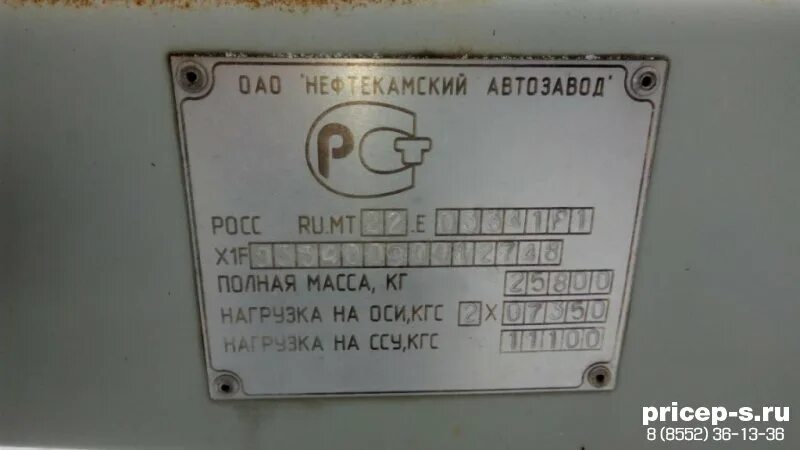 ОАО "НЕФТЕКАМСКИЙ АВТОЗАВОД"
РСТ
РОСС RU.МТ 22 .Е 03341P1
X1F
ПОЛНАЯ МАССА, КГ 25800
НАГРУЗКА НА ОСИ,КГС 2 X 07350
НАГРУЗКА НА ССУ,КГС 11100
pricep-s.ru
8 (8552) 36-13-36